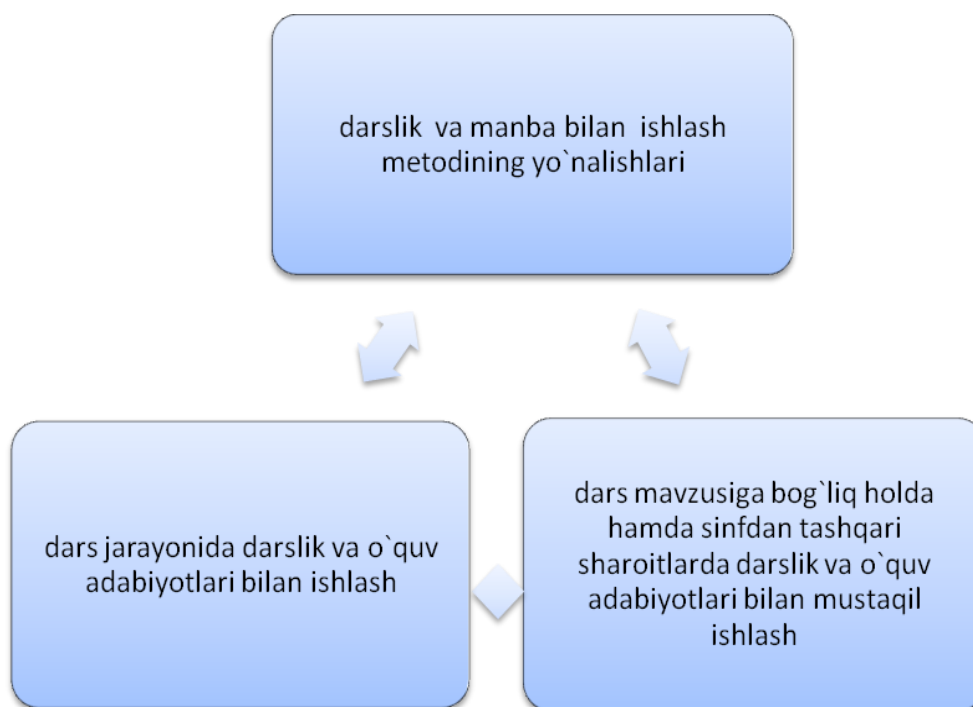 darslik va manba bilan ishlash
metodining yo`nalishlari
dars jarayonida darslik va o`quv
adabiyotlari bilan ishlash
dars mavzusiga bog`liq holda
hamda sinfdan tashqari
sharoitlarda darslik va o`quv
adabiyotlari bilan mustaqil
ishlash